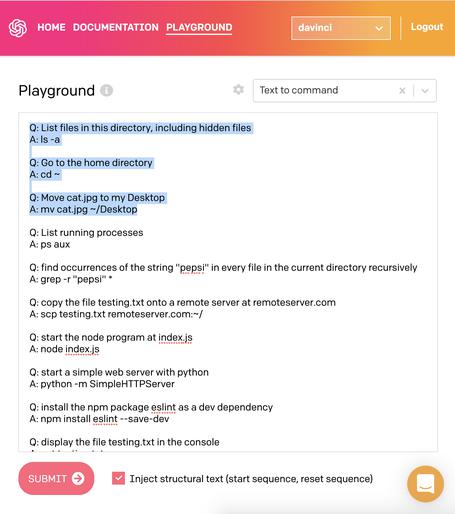 HOME DOCUMENTATION PLAYGROUND davinci Logout
Playground Text to command
Q: List files in this directory, including hidden files
A: ls -a
Q: Go to the home directory
A: cd ~
Q: Move cat.jpg to my Desktop
A: mv cat.jpg ~/Desktop
Q: List running processes
A: ps aux
Q: find occurrences of the string "pepsi" in every file in the current directory recursively
A: grep -r "pepsi" *
Q: copy the file testing.txt onto a remote server at remoteserver.com
A: scp testing.txt remoteserver.com:~/
Q: start the node program at index.js
A: node index.js
Q: start a simple web server with python
A: python -m SimpleHTTPServer
Q: install the npm package eslint as a dev dependency
A: npm install eslint --save-dev
Q: display the file testing.txt in the console
SUBMIT Inject structural text (start sequence, reset sequence)